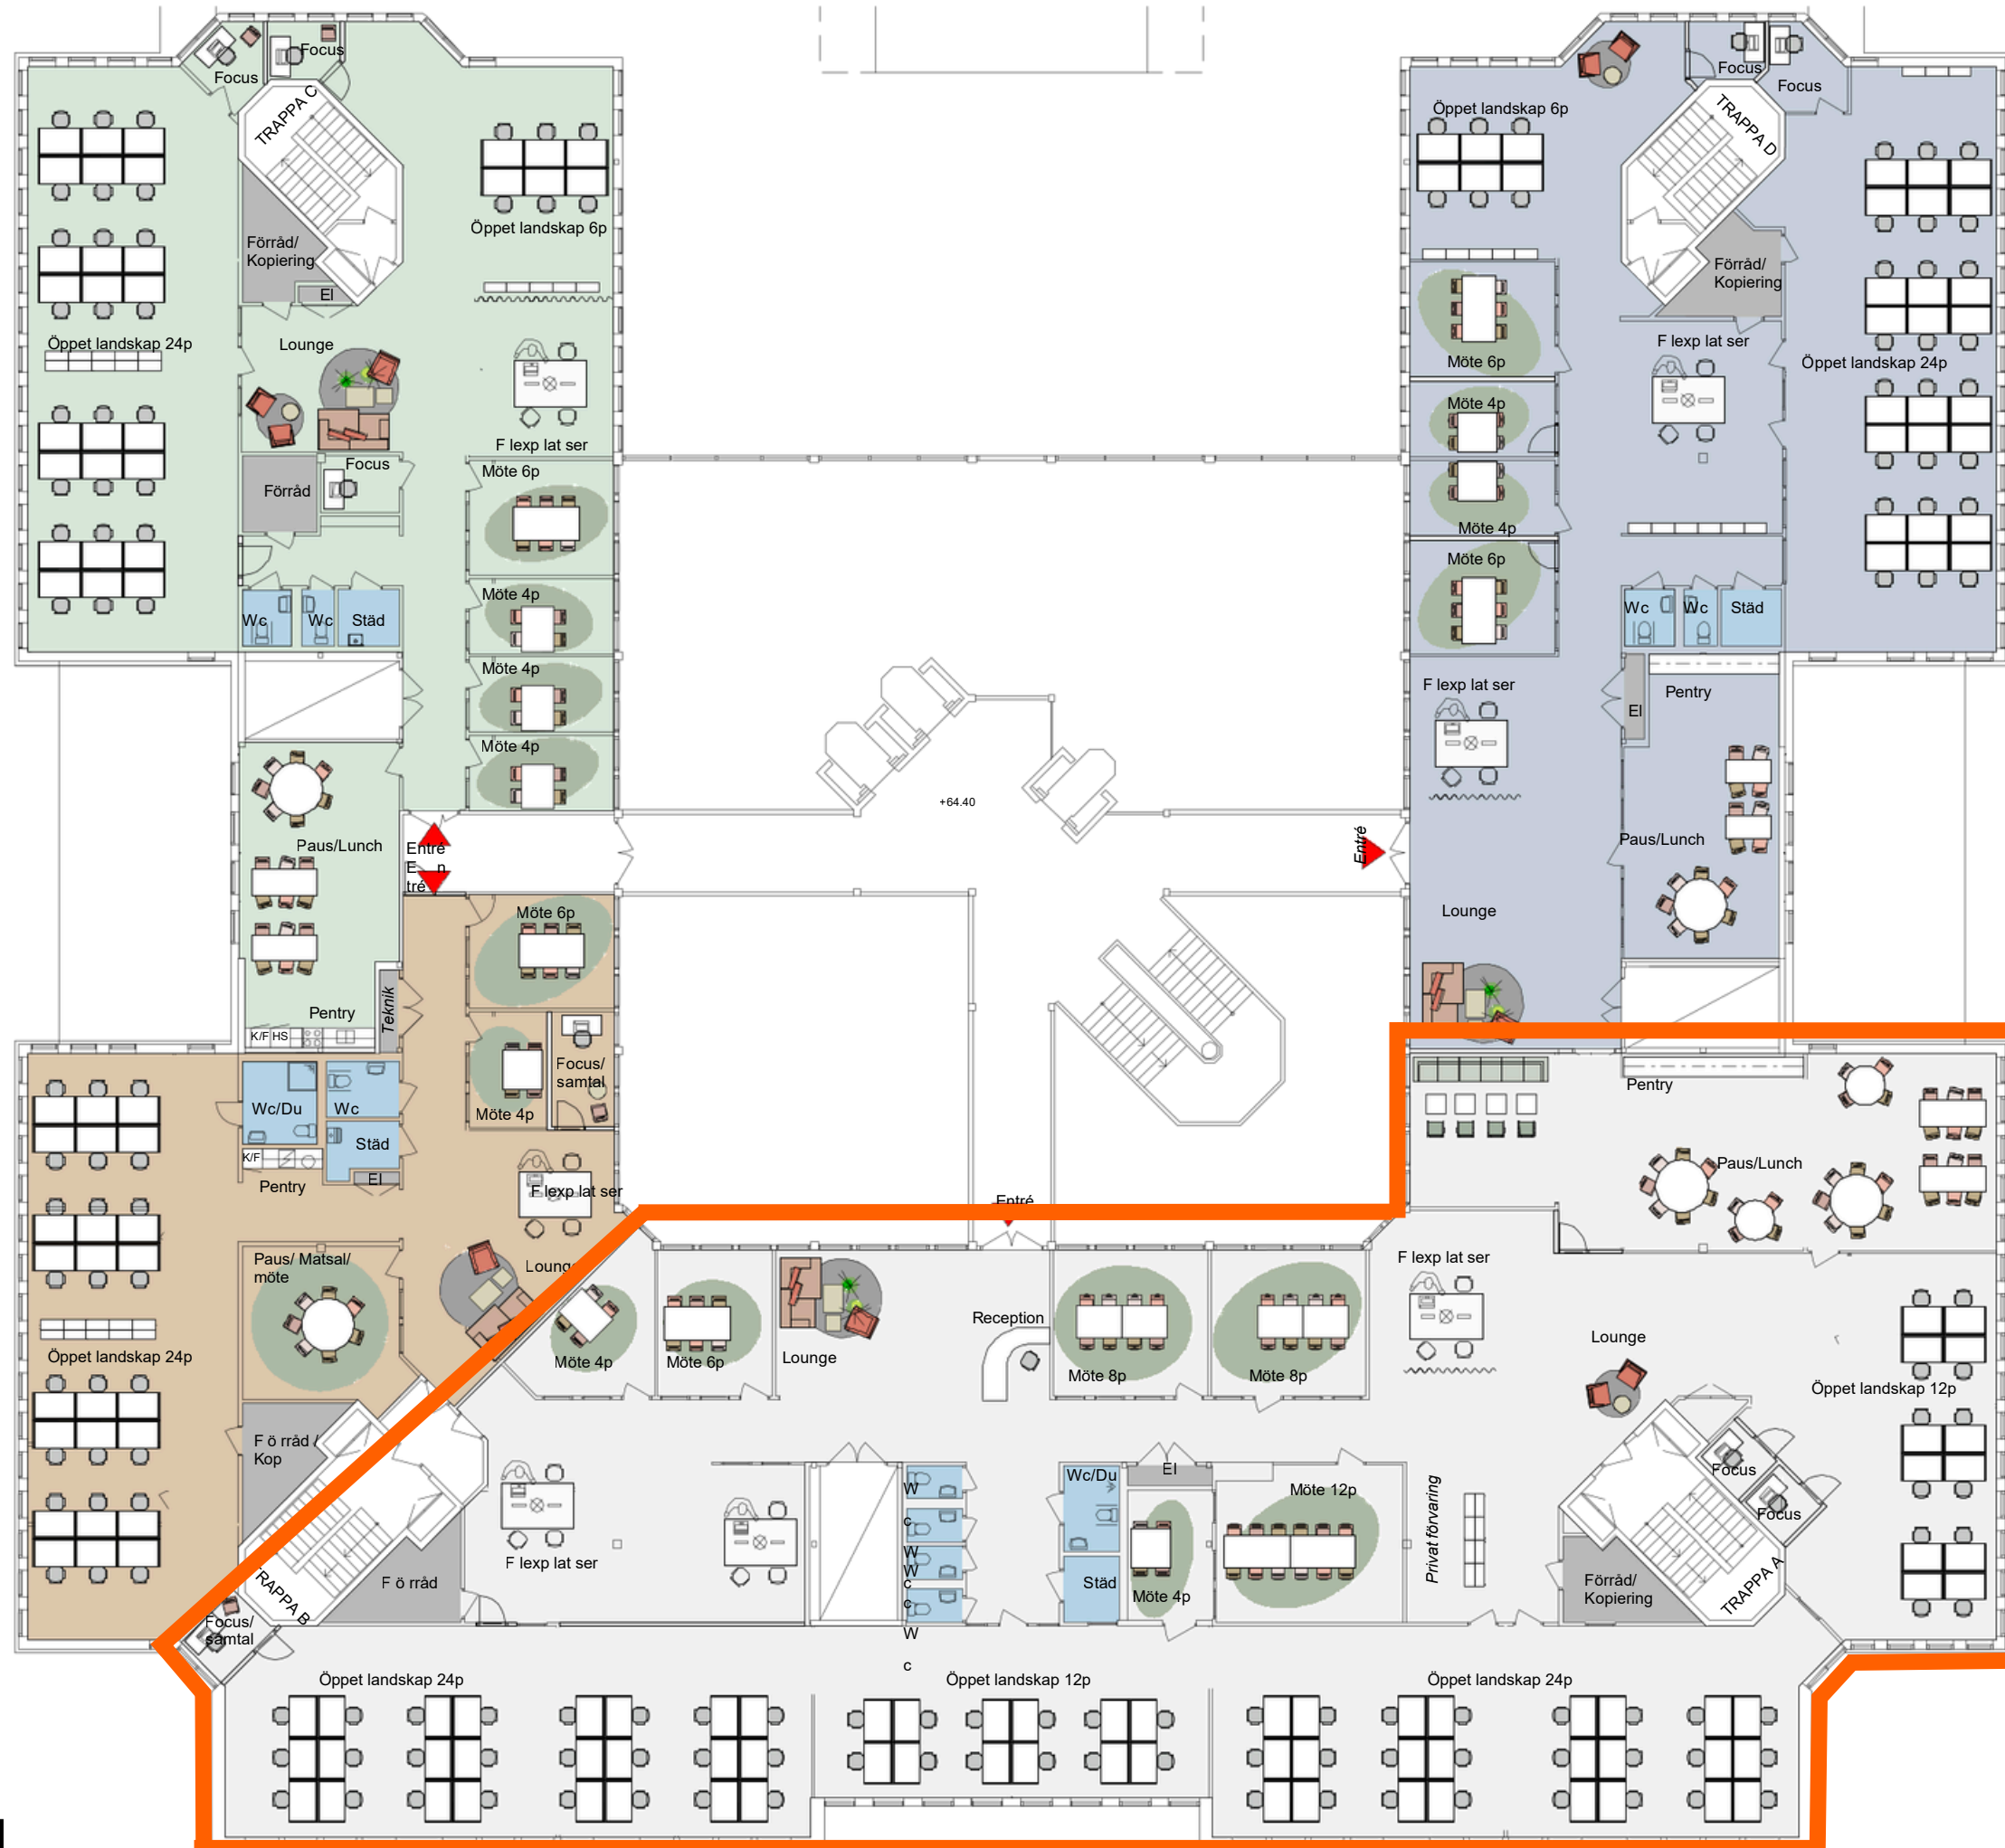 Focus
Focus
TRAPPA C
Öppet landskap 6p
Förråd/
Kopiering
El
Öppet landskap 24p
Lounge
F lexp lat ser
Förråd
Focus
Möte 6p
Möte 4p
Wc
Wc
Städ
Möte 4p
Möte 4p
Paus/Lunch
Pentry
K/F
HS
Teknik
Entré
E n
tré
+64.40
Focus
Focus
TRAPPA D
Öppet landskap 6p
Förråd/
Kopiering
Möte 6p
F lexp lat ser
Öppet landskap 24p
Möte 4p
Möte 4p
Möte 6p
Wc
Wc
Städ
F lexp lat ser
El
Pentry
Entré
Paus/Lunch
Lounge
Möte 6p
Möte 4p
Focus/
samtal
Wc/Du
Wc
Städ
K/F
El
Pentry
F lexp lat ser
Paus/ Matsal/
möte
Loung
Öppet landskap 24p
F ö rråd /
Kop
RAPPA B
F ö rråd
Focus/
samtal
Entré
Möte 4p
Möte 6p
Lounge
Reception
Möte 8p
Möte 8p
F lexp lat ser
Pentry
Paus/Lunch
Lounge
Öppet landskap 12p
F lexp lat ser
W
c
W
W
c
c
W
c
Wc/Du
El
Städ
Möte 4p
Möte 12p
Privat förvaring
Focus
Focus
Förråd/
Kopiering
TRAPPA A
Öppet landskap 24p
Öppet landskap 12p
Öppet landskap 24p